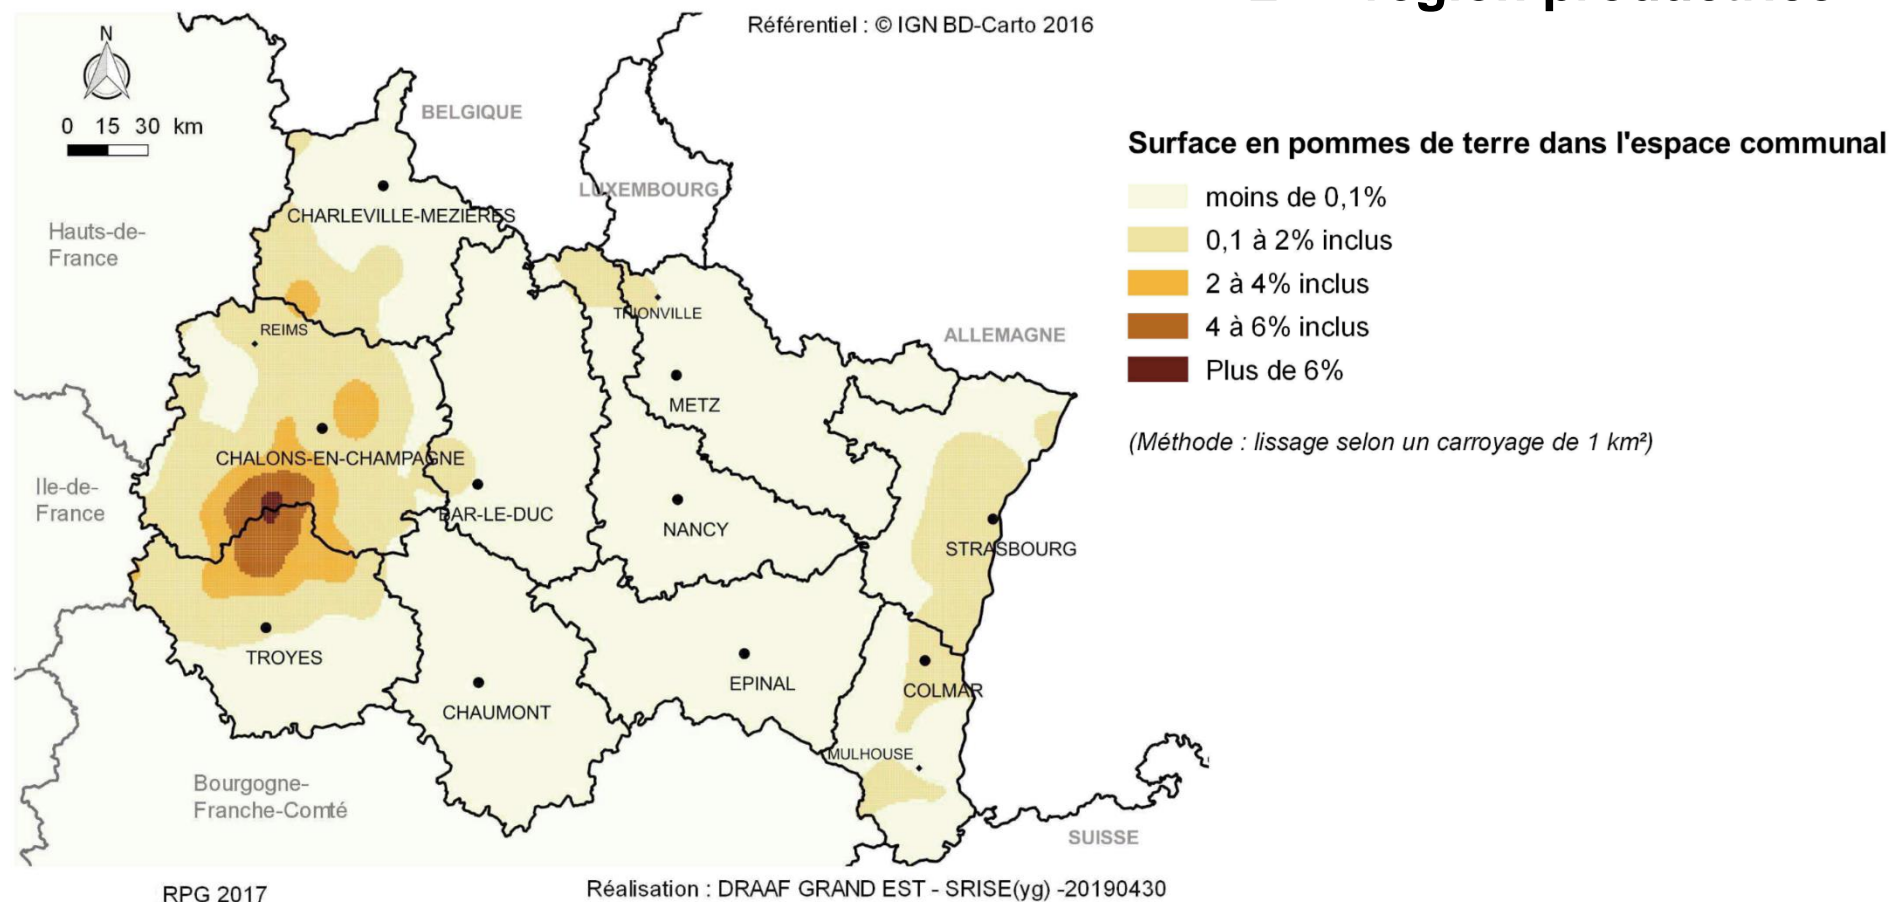 Référentiel : © IGN BD-Carto 2016
N
0 15 30 km
BELGIQUE
LUXEMBOURG
CHARLEVILLE-MEZIERES
Hauts-de-
France
THIONVILLE
REIMS
ALLEMAGNE
METZ
CHALONS-EN-CHAMPAGNE
Ile-de-
France
BAR-LE-DUC
NANCY
STRASBOURG
TROYES
EPINAL
COLMAR
CHAUMONT
MULHOUSE
Bourgogne-
Franche-Comté
SUISSE
RPG 2017
Réalisation : DRAAF GRAND EST - SRISE(yg) -20190430
Surface en pommes de terre dans l'espace communal
moins de 0,1%
0,1 à 2% inclus
2 à 4% inclus
4 à 6% inclus
Plus de 6%
(Méthode : lissage selon un carroyage de 1 km²)